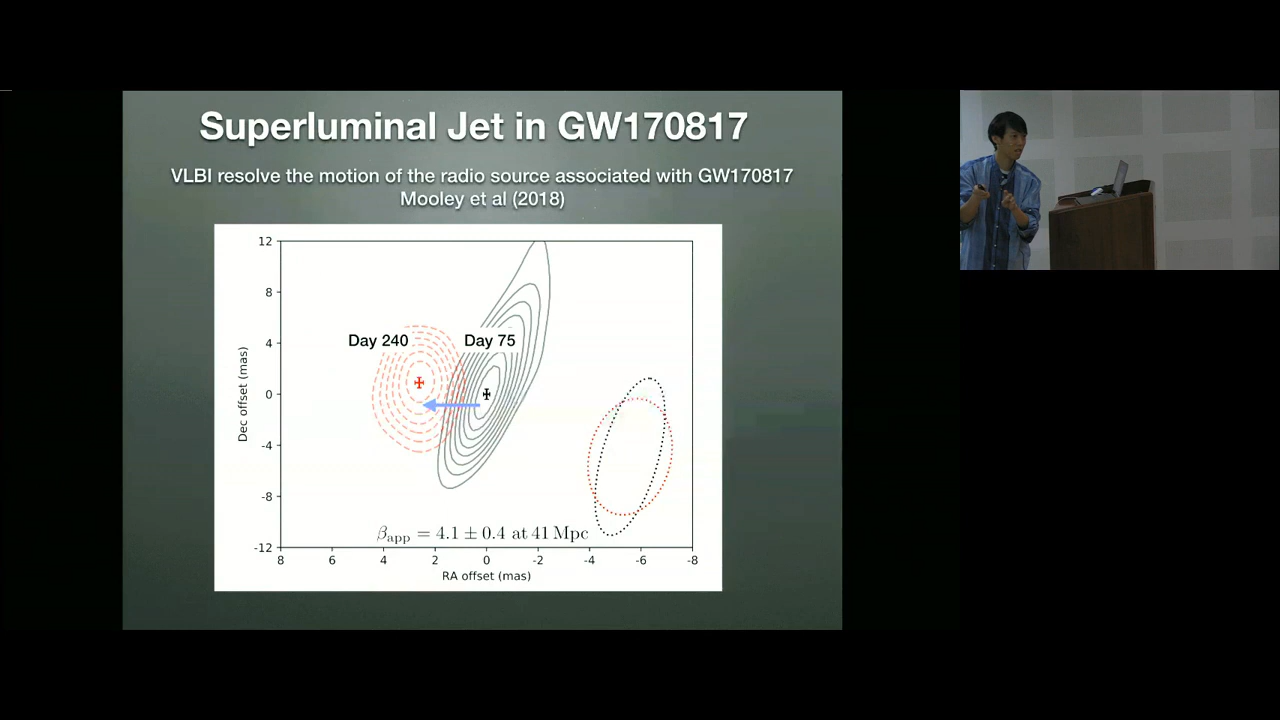 Superluminal Jet in GW170817
VLBI resolve the motion of the radio source associated with GW170817
Mooley et al (2018)
12
8
4
0
-4
-8
-12
Dec offset (mas)
Day 240
Day 75
βapp = 4.1 ± 0.4 at 41 Mpc
8
6
4
2
0
-2
-4
-6
-8
RA offset (mas)